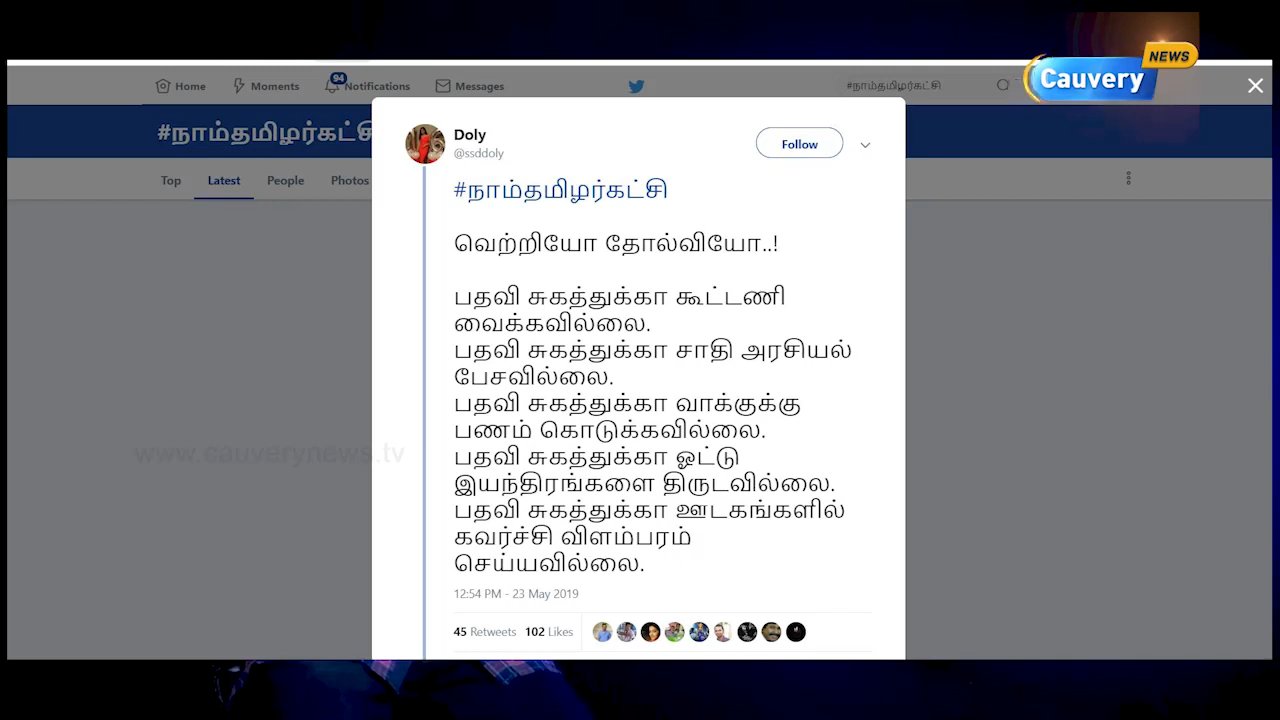 NEWS
Cauvery
Home
Moments
94
Notifications
Messages
#நாம்தமிழர்கட்சி
#நாம்தமிழர்கட்சி
Top
Latest
People
Photos
Doly
@ssddoly
Follow
#நாம்தமிழர்கட்சி
வெற்றியோ தோல்வியோ..!
பதவி சுகத்துக்கா கூட்டணி
வைக்கவில்லை.
பதவி சுகத்துக்கா சாதி அரசியல்
பேசவில்லை.
பதவி சுகத்துக்கா வாக்குக்கு
பணம் கொடுக்கவில்லை.
பதவி சுகத்துக்கா ஓட்டு
இயந்திரங்களை திருடவில்லை.
பதவி சுகத்துக்கா ஊடகங்களில்
கவர்ச்சி விளம்பரம்
செய்யவில்லை.
12:54 PM - 23 May 2019
45 Retweets 102 Likes
www.cauverynews.tv